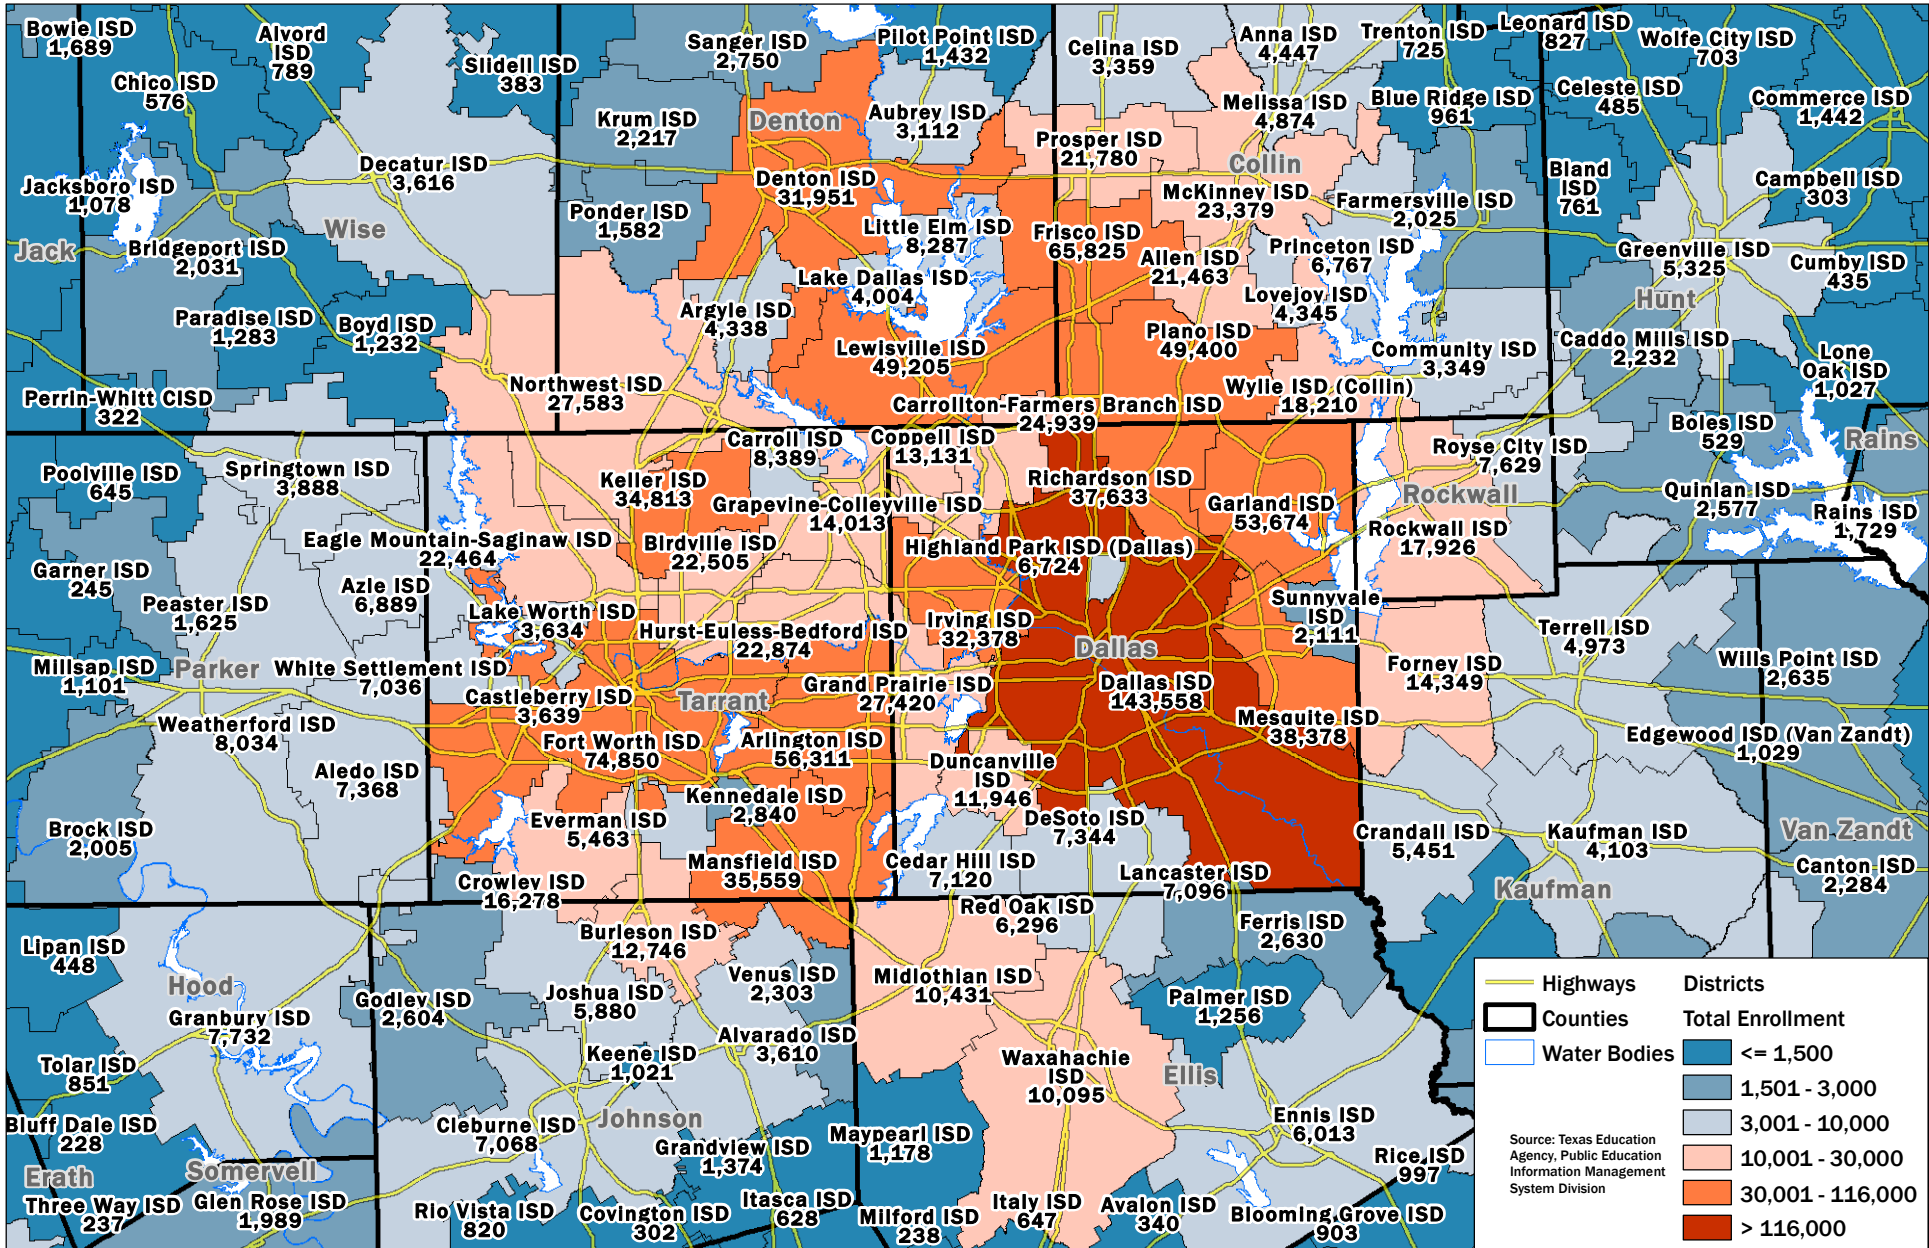 Bowie ISD
1,689
Alvord
ISD
789
Chico ISD
576
Slidell ISD
383
Sanger ISD
2,750
Pilot Point ISD
1,432
Celina ISD
3,359
Anna ISD
4,447
Trenton ISD
725
Leonard ISD
827
Wolfe City ISD
703
Krum ISD
2,217
Denton
Aubrey ISD
3,112
Melissa ISD
4,874
Blue Ridge ISD
961
Celeste ISD
485
Commerce ISD
1,442
Decatur ISD
3,616
Prosper ISD
21,780
Collin
Jacksboro ISD
1,078
Denton ISD
31,951
McKinney ISD
23,379
Farmersville ISD
2,025
Bland
ISD
761
Campbell ISD
303
Ponder ISD
1,582
Little Elm ISD
8,287
Frisco ISD
65,825
Wise
Jack
Bridgeport ISD
2,031
Allen ISD
21,463
Princeton ISD
6,767
Greenville ISD
5,325
Cumby ISD
435
Lake Dallas ISD
4,004
Lovejoy ISD
4,345
Hunt
Paradise ISD
1,283
Boyd ISD
1,232
Argyle ISD
4,338
Plano ISD
49,400
Lewisville ISD
49,205
Community ISD
3,349
Caddo Mills ISD
2,232
Lone
Oak ISD
1,027
Perrin-Whitt CISD
322
Northwest ISD
27,583
Wylie ISD (Collin)
18,210
Carrollton-Farmers Branch ISD
24,939
Boles ISD
529
Rains
Carroll ISD
8,389
Coppell ISD
13,131
Royse City ISD
7,629
Poolville ISD
645
Springtown ISD
3,888
Keller ISD
34,813
Richardson ISD
37,633
Rockwall
Quinlan ISD
2,577
Grapevine-Colleyville ISD
14,013
Garland ISD
53,674
Rains ISD
1,729
Eagle Mountain-Saginaw ISD
22,464
Birdville ISD
22,505
Highland Park ISD (Dallas)
6,724
Rockwall ISD
17,926
Garner ISD
245
Azle ISD
6,889
Peaster ISD
1,625
Lake Worth ISD
3,634
Hurst-Euless-Bedford ISD
22,874
Irving ISD
32,378
Sunnyvale
ISD
2,111
Terrell ISD
4,973
Dallas
Millsap ISD
1,101
Parker
White Settlement ISD
7,036
Forney ISD
14,349
Wills Point ISD
2,635
Castleberry ISD
3,639
Tarrant
Grand Prairie ISD
27,420
Dallas ISD
143,558
Weatherford ISD
8,034
Mesquite ISD
38,378
Edgewood ISD (Van Zandt)
1,029
Fort Worth ISD
74,850
Arlington ISD
56,311
Aledo ISD
7,368
Duncanville
ISD
11,946
Kennedale ISD
2,840
Brock ISD
2,005
Everman ISD
5,463
DeSoto ISD
7,344
Crandall ISD
5,451
Kaufman ISD
4,103
Van Zandt
Mansfield ISD
35,559
Cedar Hill ISD
7,120
Lancaster ISD
7,096
Canton ISD
2,284
Crowley ISD
16,278
Kaufman
Red Oak ISD
6,296
Ferris ISD
2,630
Burleson ISD
12,746
Lipan ISD
448
Venus ISD
2,303
Midlothian ISD
10,431
Hood
Godley ISD
2,604
Joshua ISD
5,880
Palmer ISD
1,256
Granbury ISD
7,732
Alvarado ISD
3,610
Keene ISD
1,021
Tolar ISD
851
Waxahachie
ISD
10,095
Ellis
Bluff Dale ISD
228
Cleburne ISD
7,068
Johnson
Grandview ISD
1,374
Maypearl ISD
1,178
Ennis ISD
6,013
Rice ISD
997
Erath
Somervell
Three Way ISD
237
Glen Rose ISD
1,989
Rio Vista ISD
820
Covington ISD
302
Itasca ISD
628
Milford ISD
238
Italy ISD
647
Avalon ISD
340
Blooming Grove ISD
903
Highways
Counties
Water Bodies
Districts
Total Enrollment
<= 1,500
1,501 - 3,000
3,001 - 10,000
10,001 - 30,000
30,001 - 116,000
> 116,000
Source: Texas Education
Agency, Public Education
Information Management
System Division